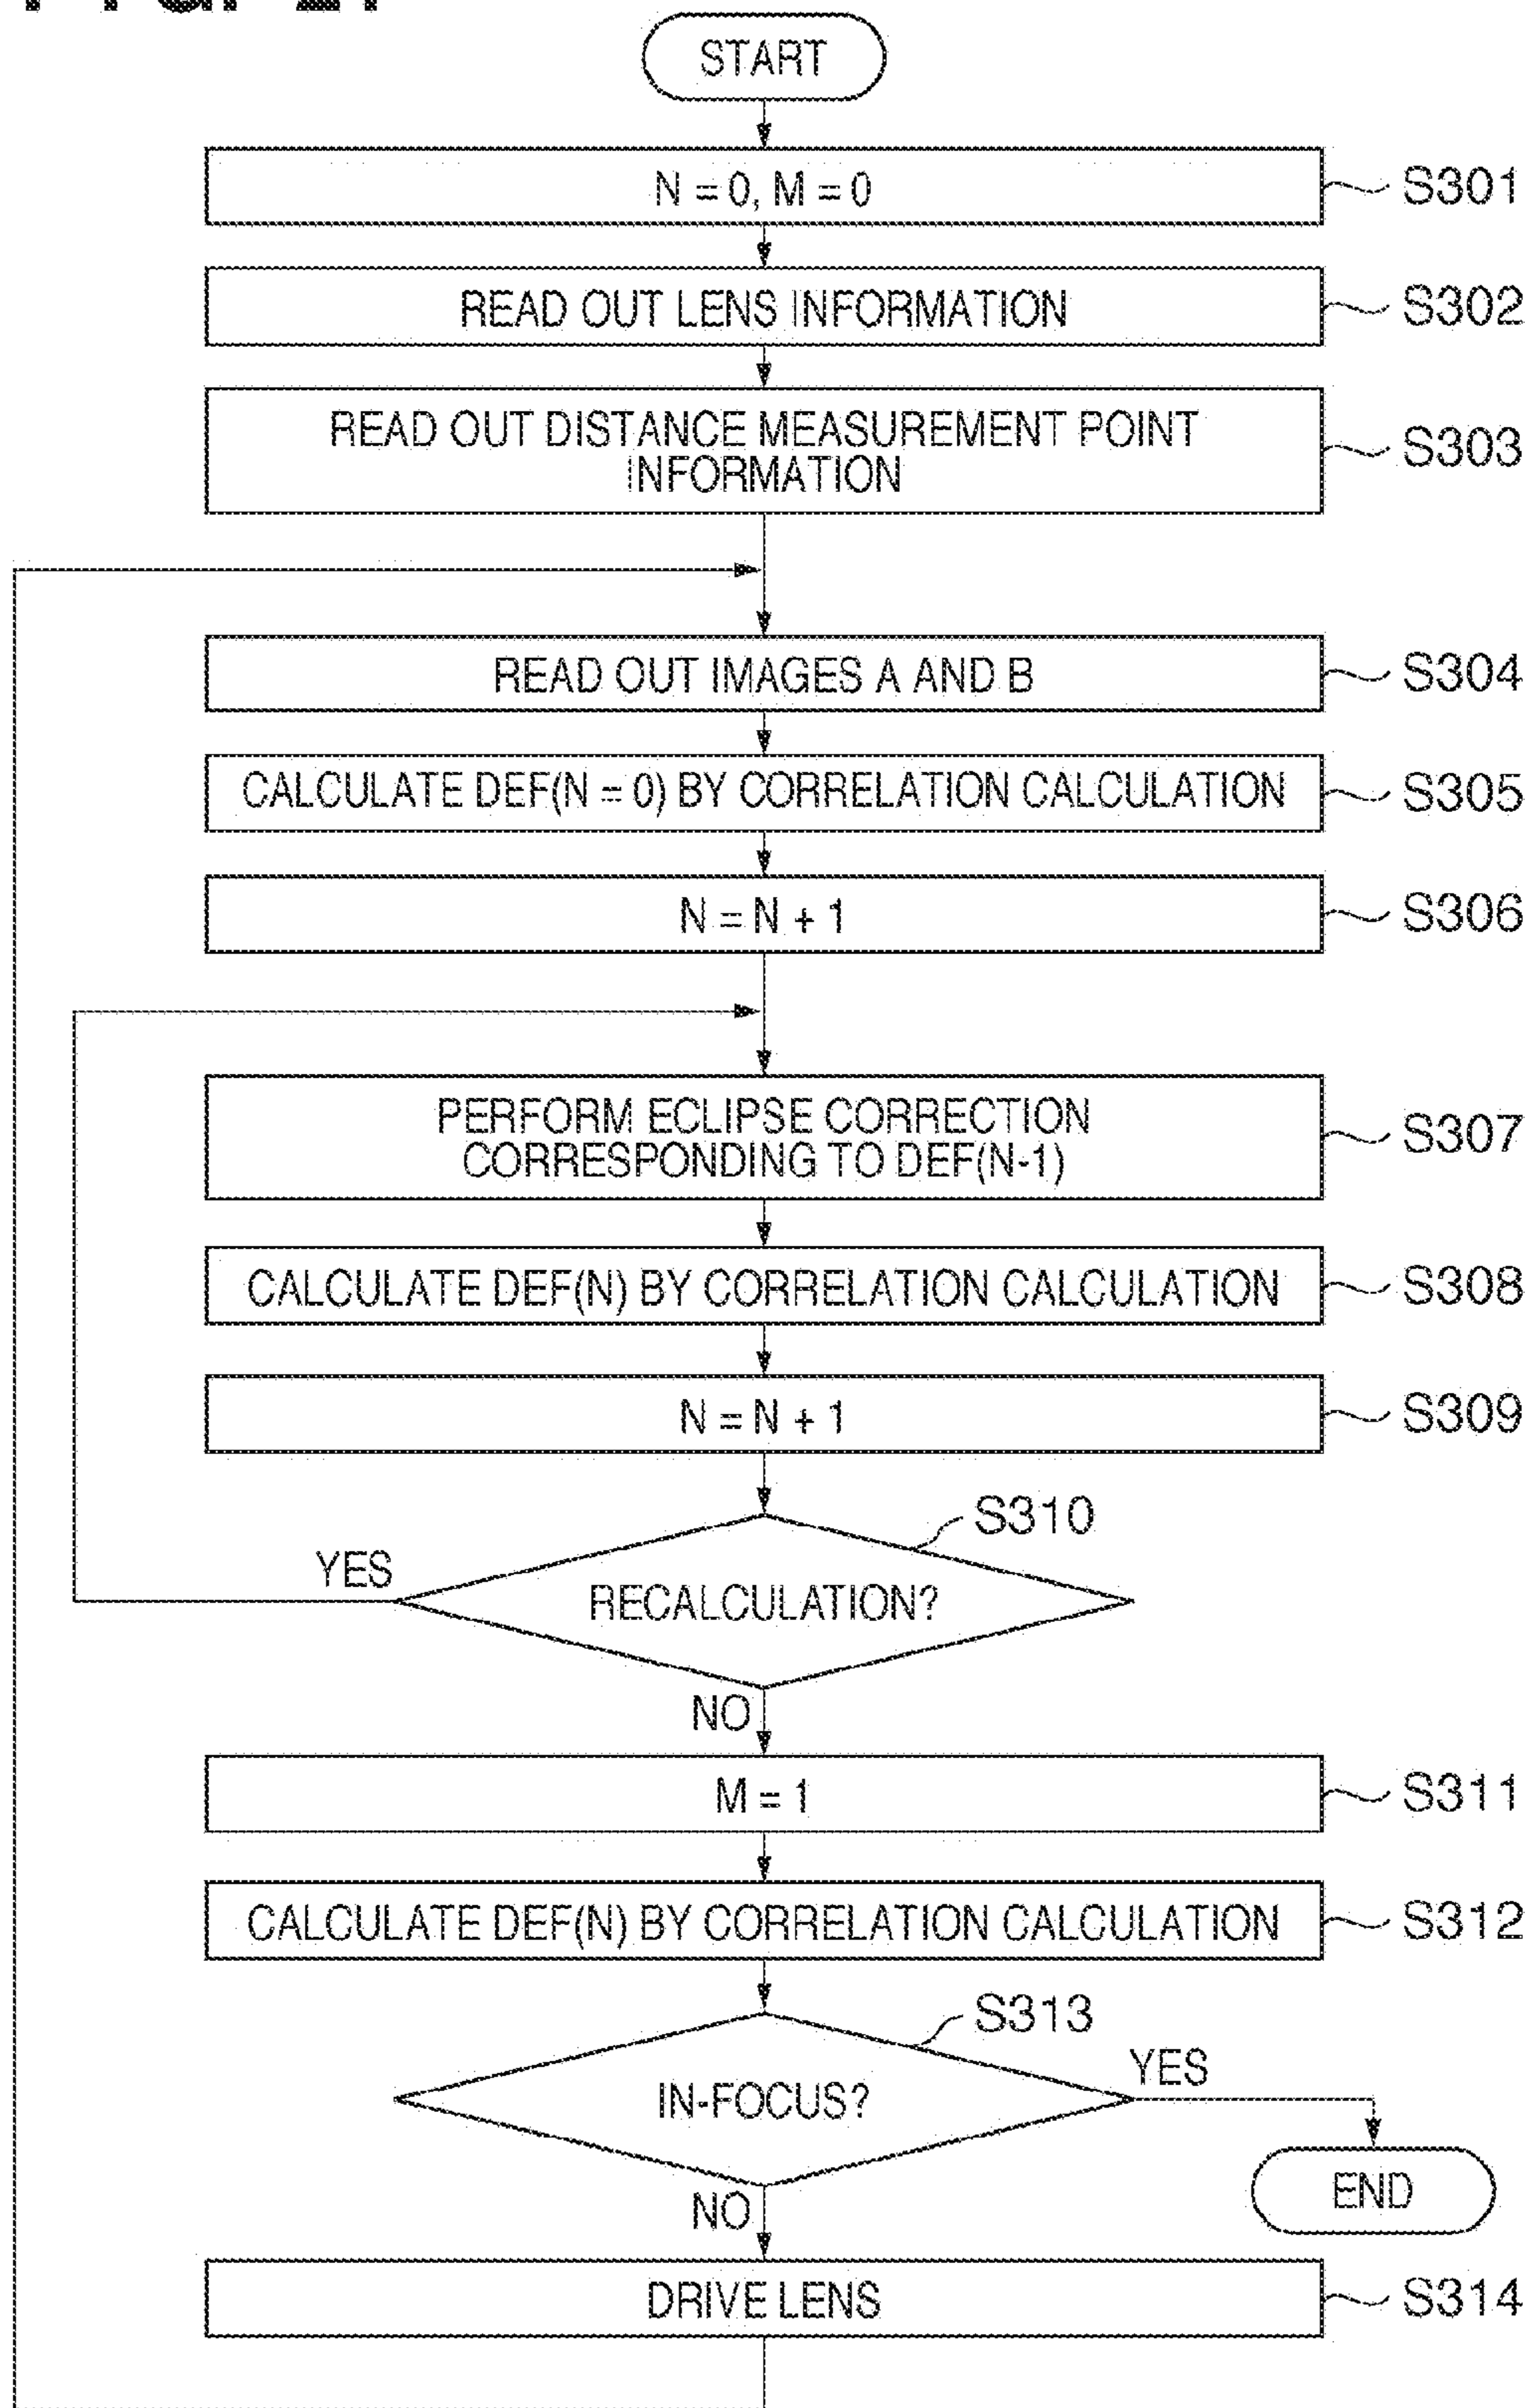 START
N = 0, M = 0
S301
READ OUT LENS INFORMATION
S302
READ OUT DISTANCE MEASUREMENT POINT
INFORMATION
S303
READ OUT IMAGES A AND B
S304
CALCULATE DEF(N = 0) BY CORRELATION CALCULATION
S305
N = N + 1
S306
PERFORM ECLIPSE CORRECTION
CORRESPONDING TO DEF(N-1)
S307
CALCULATE DEF(N) BY CORRELATION CALCULATION
S308
N = N + 1
S309
S310
YES
RECALCULATION?
NO
M = 1
S311
CALCULATE DEF(N) BY CORRELATION CALCULATION
S312
S313
YES
IN-FOCUS?
END
NO
DRIVE LENS
S314